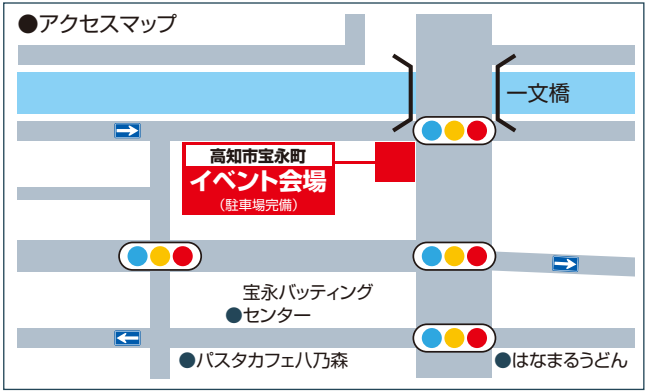 ●アクセスマップ
一文橋
高知市宝永町
イベント会場
（駐車場完備）
宝永バッティング
●センター
●パスタカフェ八乃森
●はなまるうどん